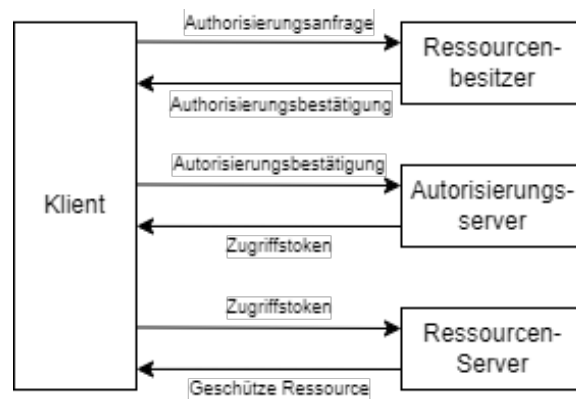 Authorisierungsanfrage
Ressourcen-
besitzer
Authorisierungsbestätigung
Autorisierungsbestätigung
Klient
Autorisierungs-
server
Zugriffstoken
Zugriffstoken
Ressourcen-
Server
Geschütze Ressource